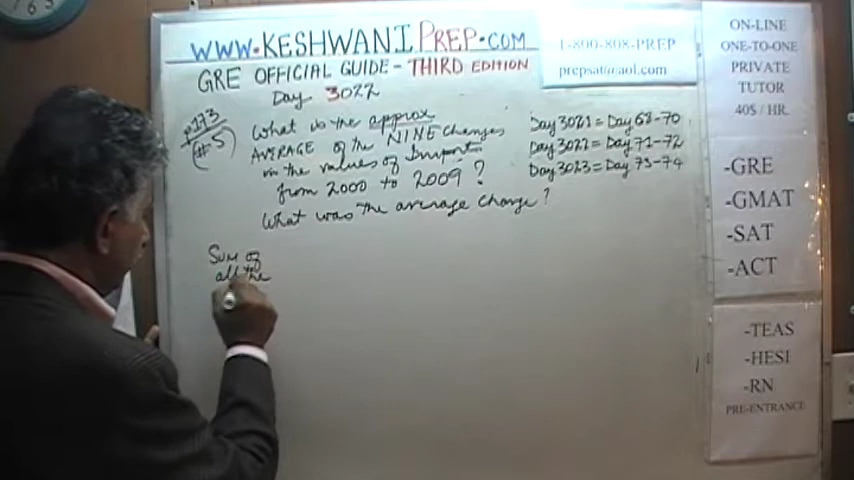 WWW.KESHWANIPREP.COM
GRE OFFICIAL GUIDE - THIRD EDITION
Day 3022
1-800-808-PREP
prepsat@aol.com
p173
#5
What is the approx
AVERAGE of the NINE changes
in the values of Imports
from 2000 to 2009?
What was the average change?
Day 3021 = Day 68-70
Day 3022 = Day 71-72
Day 3023 = Day 73-74
Sum of
all the
ON-LINE
ONE-TO-ONE
PRIVATE
TUTOR
40$ / HR.
-GRE
-GMAT
-SAT
-ACT
-TEAS
-HESI
-RN
PRE-ENTRANCE